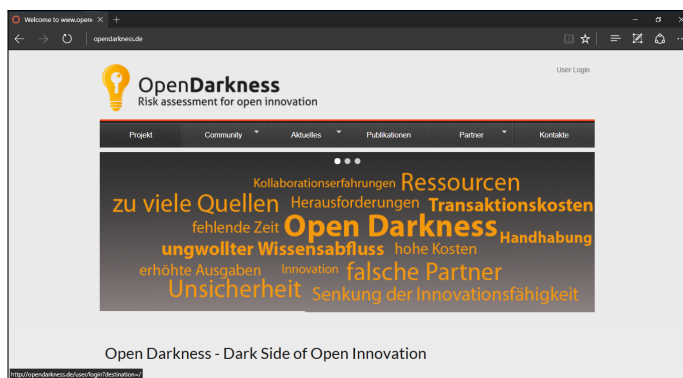 Welcome to www.openı
opendarkness.de
User Login
OpenDarkness
Risk assessment for open innovation
Projekt Community Aktuelles Publikationen Partner Kontakte
Kollaborationserfahrungen Ressourcen
zu viele Quellen Herausforderungen Transaktionskosten
fehlende Zeit Open Darkness Handhabung
ungwollter Wissensabfluss hohe Kosten
erhöhte Ausgaben Innovation falsche Partner
Unsicherheit Senkung der Innovationsfähigkeit
Open Darkness - Dark Side of Open Innovation
http://opendarkness.de/user/login?destination=/